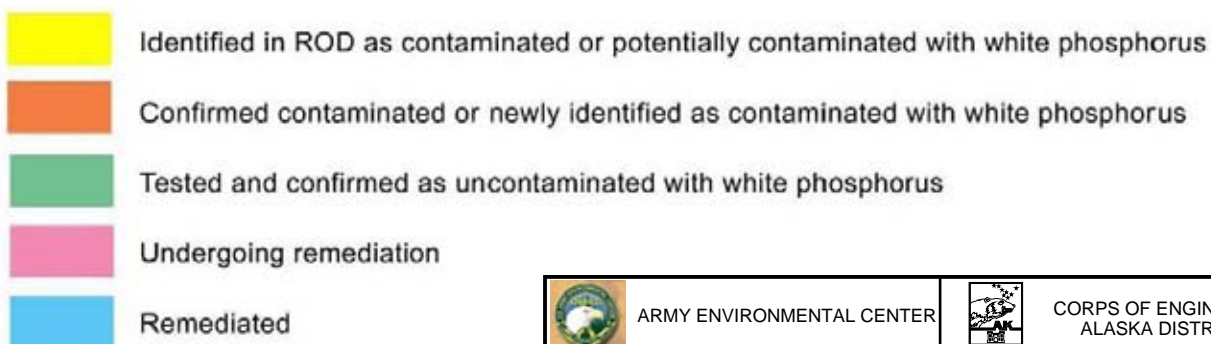 Identified in ROD as contaminated or potentially contaminated with white phosphorus
Confirmed contaminated or newly identified as contaminated with white phosphorus
Tested and confirmed as uncontaminated with white phosphorus
Undergoing remediation
Remediated
ARMY ENVIRONMENTAL CENTER
AK
CORPS OF
ALASKA